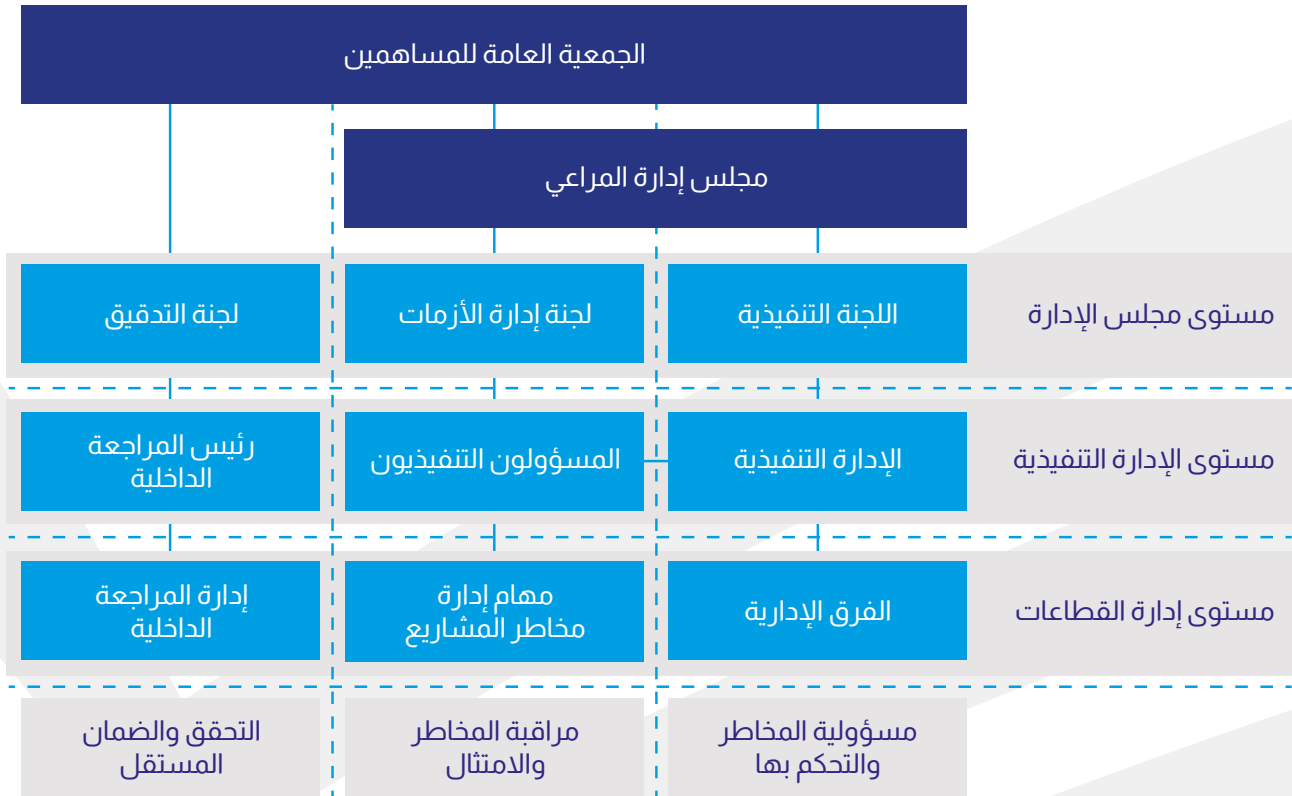 الجمعية العامة للمساهمين
مجلس إدارة المراعي
مستوى مجلس الإدارة
اللجنة التنفيذية
لجنة إدارة الأزمات
لجنة التدقيق
مستوى الإدارة التنفيذية
الإدارة التنفيذية
المسؤولون التنفيذيون
رئيس المراجعة
الداخلية
مستوى إدارة القطاعات
الفرق الإدارية
مهام إدارة
مخاطر المشاريع
إدارة المراجعة
الداخلية
مسؤولية المخاطر
والتحكم بها
مراقبة المخاطر
والامتثال
التحقق والضمان
المستقل